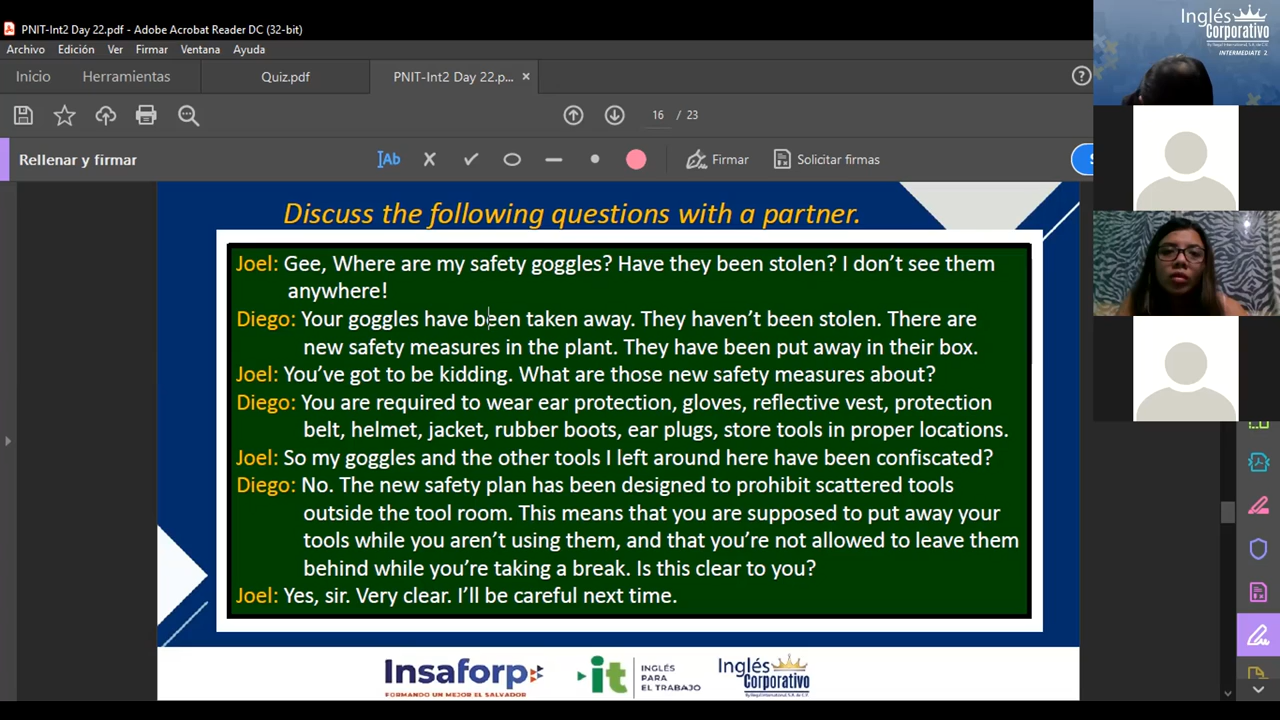 PNIT-Int2 Day 22.pdf - Adobe Acrobat Reader DC (32-bit)
Archivo Edición Ver Firmar Ventana Ayuda
Inicio Herramientas Quiz.pdf PNIT-Int2 Day 22.p... ×
16 / 23
Rellenar y firmar Ab Firmar Solicitar firmas S
Inglés
Corporativo
INTERMEDIATE 2
Discuss the following questions with a partner.
Joel: Gee, Where are my safety goggles? Have they been stolen? I don't see them
anywhere!
Diego: Your goggles have been taken away. They haven't been stolen. There are
new safety measures in the plant. They have been put away in their box.
Joel: You've got to be kidding. What are those new safety measures about?
Diego: You are required to wear ear protection, gloves, reflective vest, protection
belt, helmet, jacket, rubber boots, ear plugs, store tools in proper locations.
Joel: So my goggles and the other tools I left around here have been confiscated?
Diego: No. The new safety plan has been designed to prohibit scattered tools
outside the tool room. This means that you are supposed to put away your
tools while you aren't using them, and that you're not allowed to leave them
behind while you're taking a break. Is this clear to you?
Joel: Yes, sir. Very clear. I'll be careful next time.
Insaforp
FORMANDO UN MEJOR EL SALVADOR
it
INGLÉS
PARA
EL TRABAJO
Inglés
Corporativo